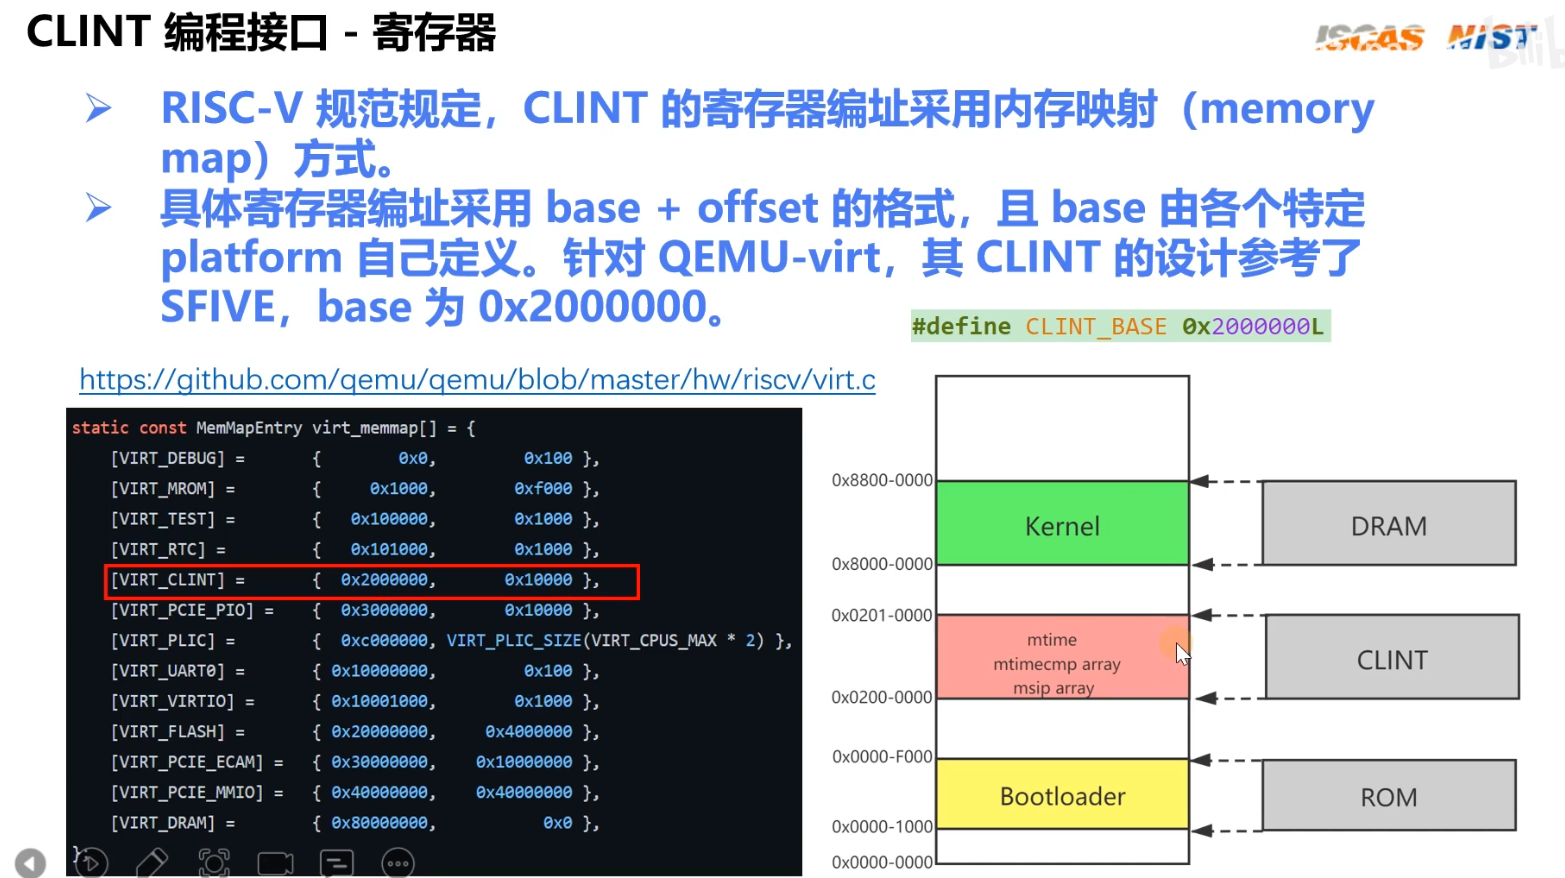 CLINT 编程接口 - 寄存器
ISCAS NIST
RISC-V 规范规定，CLINT 的寄存器编址采用内存映射（memory
map）方式。
具体寄存器编址采用 base + offset 的格式，且 base 由各个特定
platform 自己定义。针对 QEMU-virt，其 CLINT 的设计参考了
SFIVE，base 为 0x2000000。
#define CLINT_BASE 0x2000000L
https://github.com/qemu/qemu/blob/master/hw/riscv/virt.c
static const MemMapEntry virt_memmap[] = {
[VIRT_DEBUG] = { 0x0, 0x100 },
[VIRT_MROM] = { 0x1000, 0xf000 },
[VIRT_TEST] = { 0x100000, 0x1000 },
[VIRT_RTC] = { 0x101000, 0x1000 },
[VIRT_CLINT] = { 0x2000000, 0x10000 },
[VIRT_PCIE_PIO] = { 0x3000000, 0x10000 },
[VIRT_PLIC] = { 0xc000000, VIRT_PLIC_SIZE(VIRT_CPUS_MAX * 2) },
[VIRT_UART0] = { 0x10000000, 0x100 },
[VIRT_VIRTIO] = { 0x10001000, 0x1000 },
[VIRT_FLASH] = { 0x20000000, 0x4000000 },
[VIRT_PCIE_ECAM] = { 0x30000000, 0x10000000 },
[VIRT_PCIE_MMIO] = { 0x40000000, 0x40000000 },
[VIRT_DRAM] = { 0x80000000, 0x0 },
};
0x8800-0000
Kernel
DRAM
0x8000-0000
0x0201-0000
mtime
mtimecmp array
msip array
CLINT
0x0200-0000
0x0000-F000
Bootloader
ROM
0x0000-1000
0x0000-0000